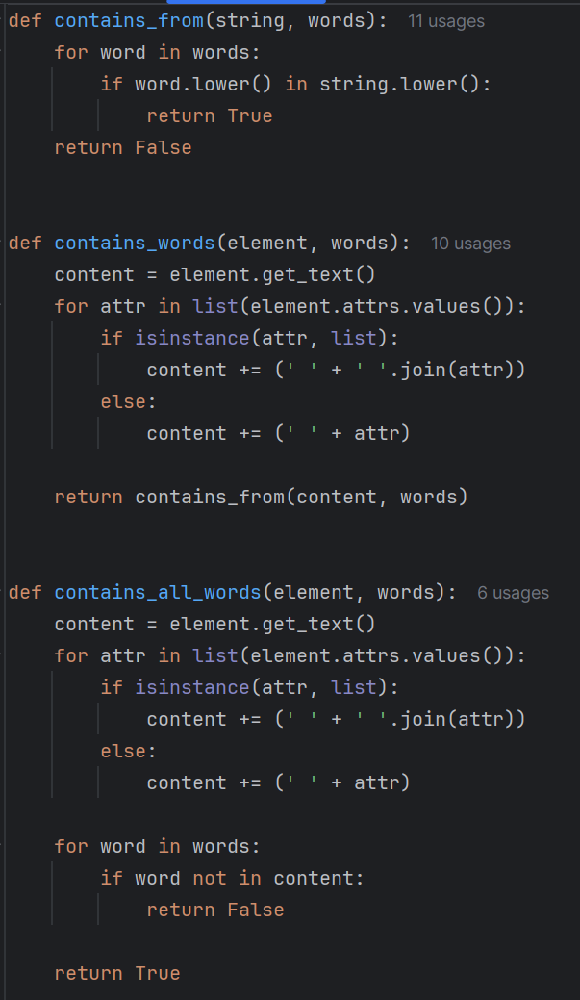 def contains_from(string, words):  11 usages
    for word in words:
        if word.lower() in string.lower():
            return True
    return False


def contains_words(element, words):  10 usages
    content = element.get_text()
    for attr in list(element.attrs.values()):
        if isinstance(attr, list):
            content += (' ' + ' '.join(attr))
        else:
            content += (' ' + attr)

    return contains_from(content, words)


def contains_all_words(element, words):  6 usages
    content = element.get_text()
    for attr in list(element.attrs.values()):
        if isinstance(attr, list):
            content += (' ' + ' '.join(attr))
        else:
            content += (' ' + attr)

    for word in words:
        if word not in content:
            return False

    return True